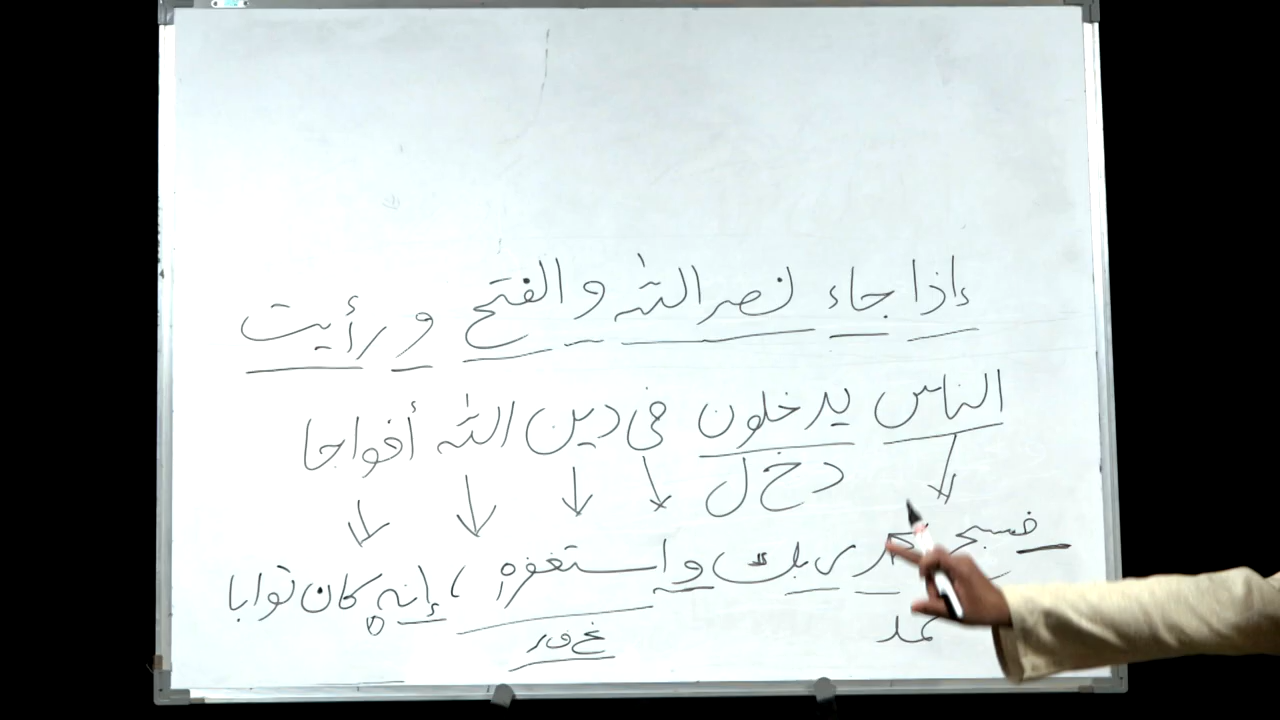 إذا جاء نصر الله والفتح ورأيت
الناس يدخلون في دين الله أفواجا
دخل
فسبح بحمد ربك واستغفره، إنه كان توابا
حمد
غفر